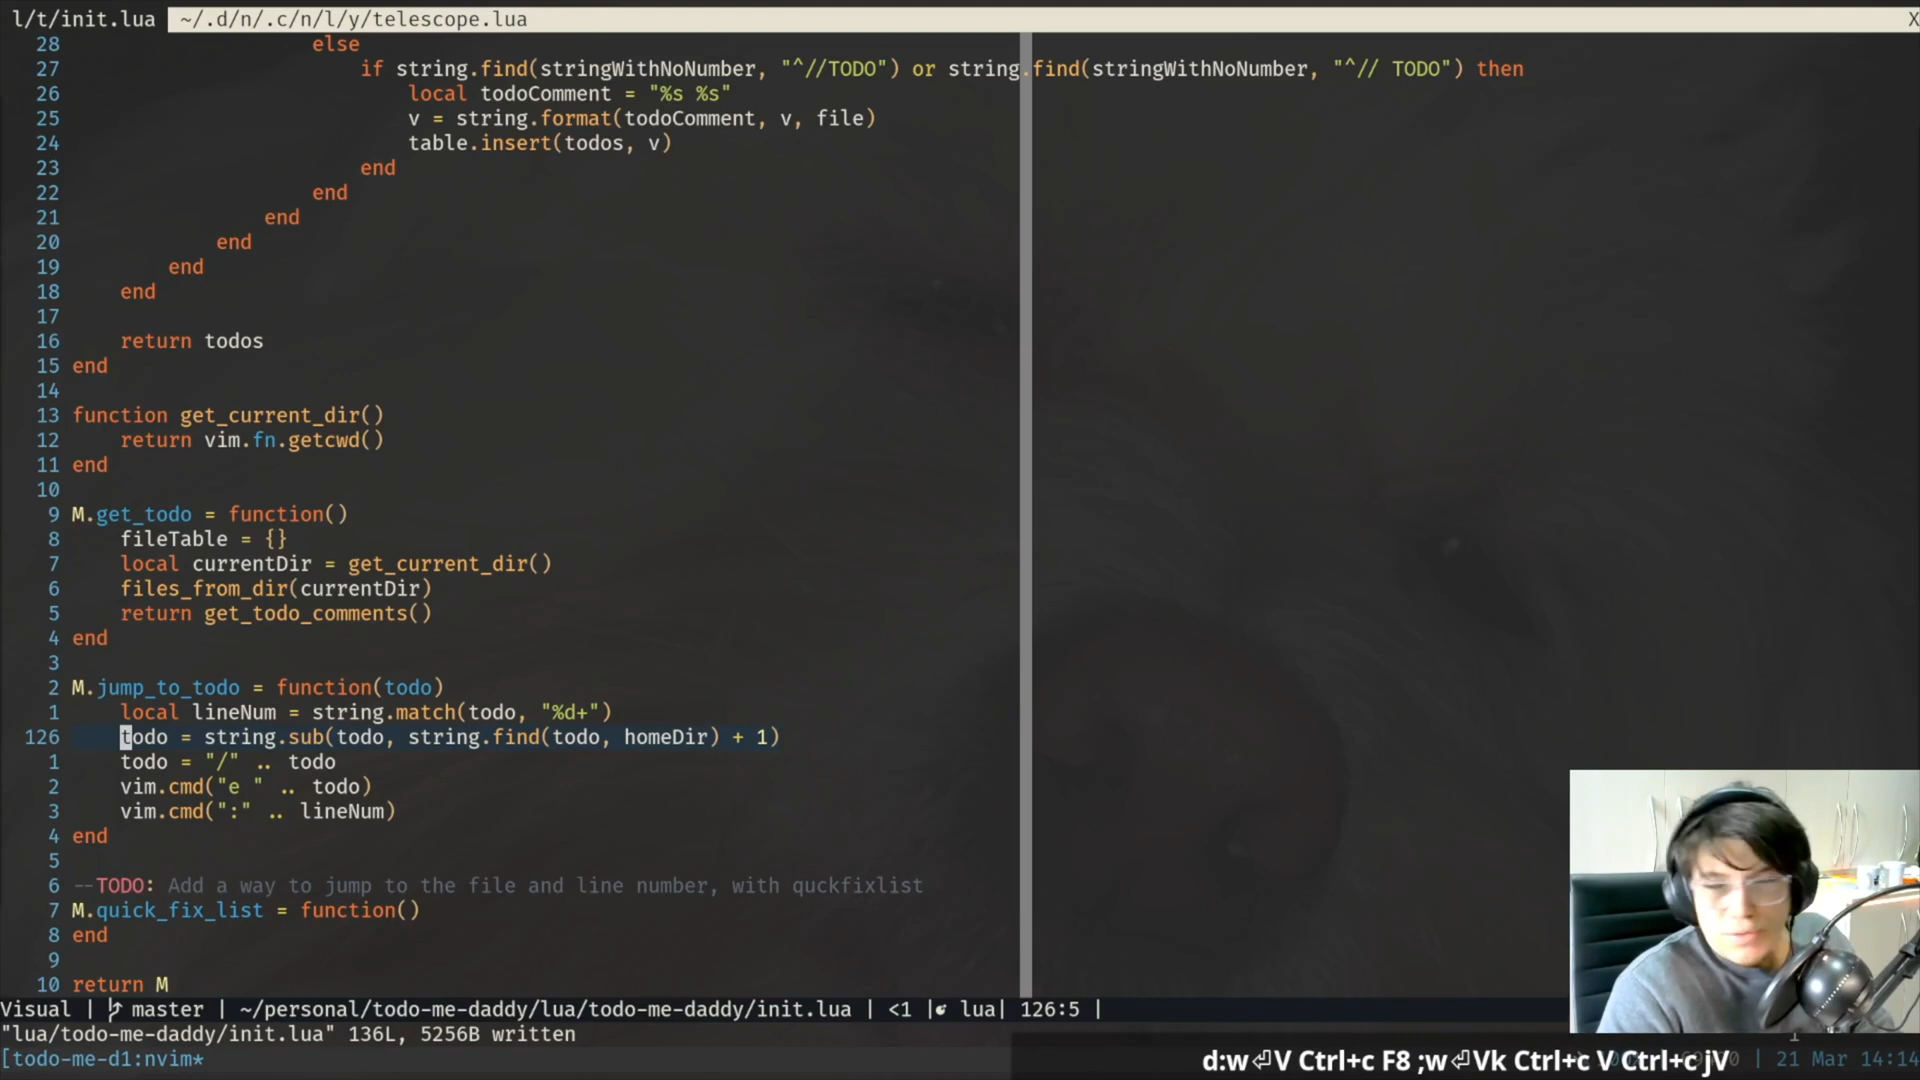 l/t/init.lua ~/.d/n/.c/n/l/y/telescope.lua X
28 else
27 if string.find(stringWithNoNumber, "^//TODO") or string.find(stringWithNoNumber, "^// TODO") then
26 local todoComment = "%s %s"
25 v = string.format(todoComment, v, file)
24 table.insert(todos, v)
23 end
22 end
21 end
20 end
19 end
18 end
17
16 return todos
15 end
14
13 function get_current_dir()
12 return vim.fn.getcwd()
11 end
10
9 M.get_todo = function()
8 fileTable = {}
7 local currentDir = get_current_dir()
6 files_from_dir(currentDir)
5 return get_todo_comments()
4 end
3
2 M.jump_to_todo = function(todo)
1 local lineNum = string.match(todo, "%d+")
126 todo = string.sub(todo, string.find(todo, homeDir) + 1)
1 todo = "/" .. todo
2 vim.cmd("e " .. todo)
3 vim.cmd(":" .. lineNum)
4 end
5
6 --TODO: Add a way to jump to the file and line number, with quckfixlist
7 M.quick_fix_list = function()
8 end
9
10 return M
Visual | master | ~/personal/todo-me-daddy/lua/todo-me-daddy/init.lua | <1 | lua| 126:5 |
"lua/todo-me-daddy/init.lua" 136L, 5256B written
[todo-me-d1:nvim* | 21 Mar 14:14
d:w⏎V Ctrl+c F8 ;w⏎Vk Ctrl+c V Ctrl+c jV